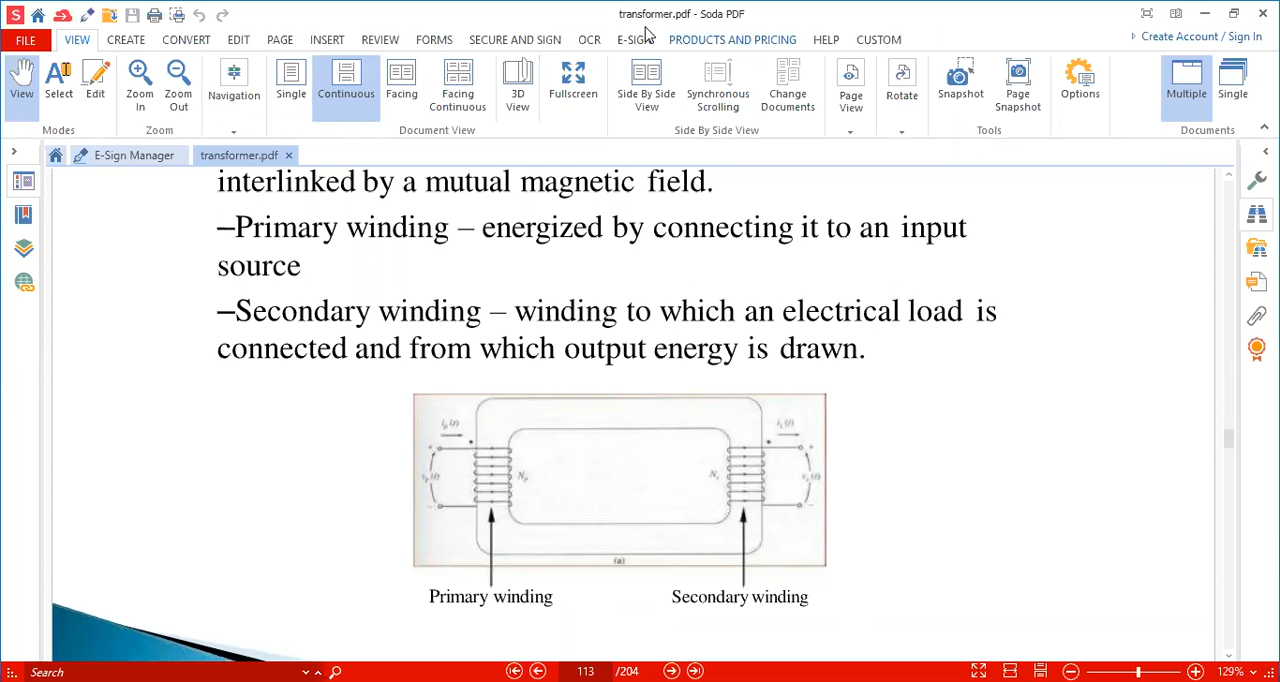 transformer.pdf - Soda PDF
FILE VIEW CREATE CONVERT EDIT PAGE INSERT REVIEW FORMS SECURE AND SIGN OCR E-SIGN PRODUCTS AND PRICING HELP CUSTOM Create Account / Sign In
View Select Edit Zoom In Zoom Out Navigation Single Continuous Facing Facing Continuous 3D View Fullscreen Side By Side View Synchronous Scrolling Change Documents Page View Rotate Snapshot Page Snapshot Options Multiple Single
Modes Zoom Document View Side By Side View Tools Documents
E-Sign Manager transformer.pdf
interlinked by a mutual magnetic field.
–Primary winding – energized by connecting it to an input
source
–Secondary winding – winding to which an electrical load is
connected and from which output energy is drawn.
(a)
Primary winding Secondary winding
Search 113 /204 129%